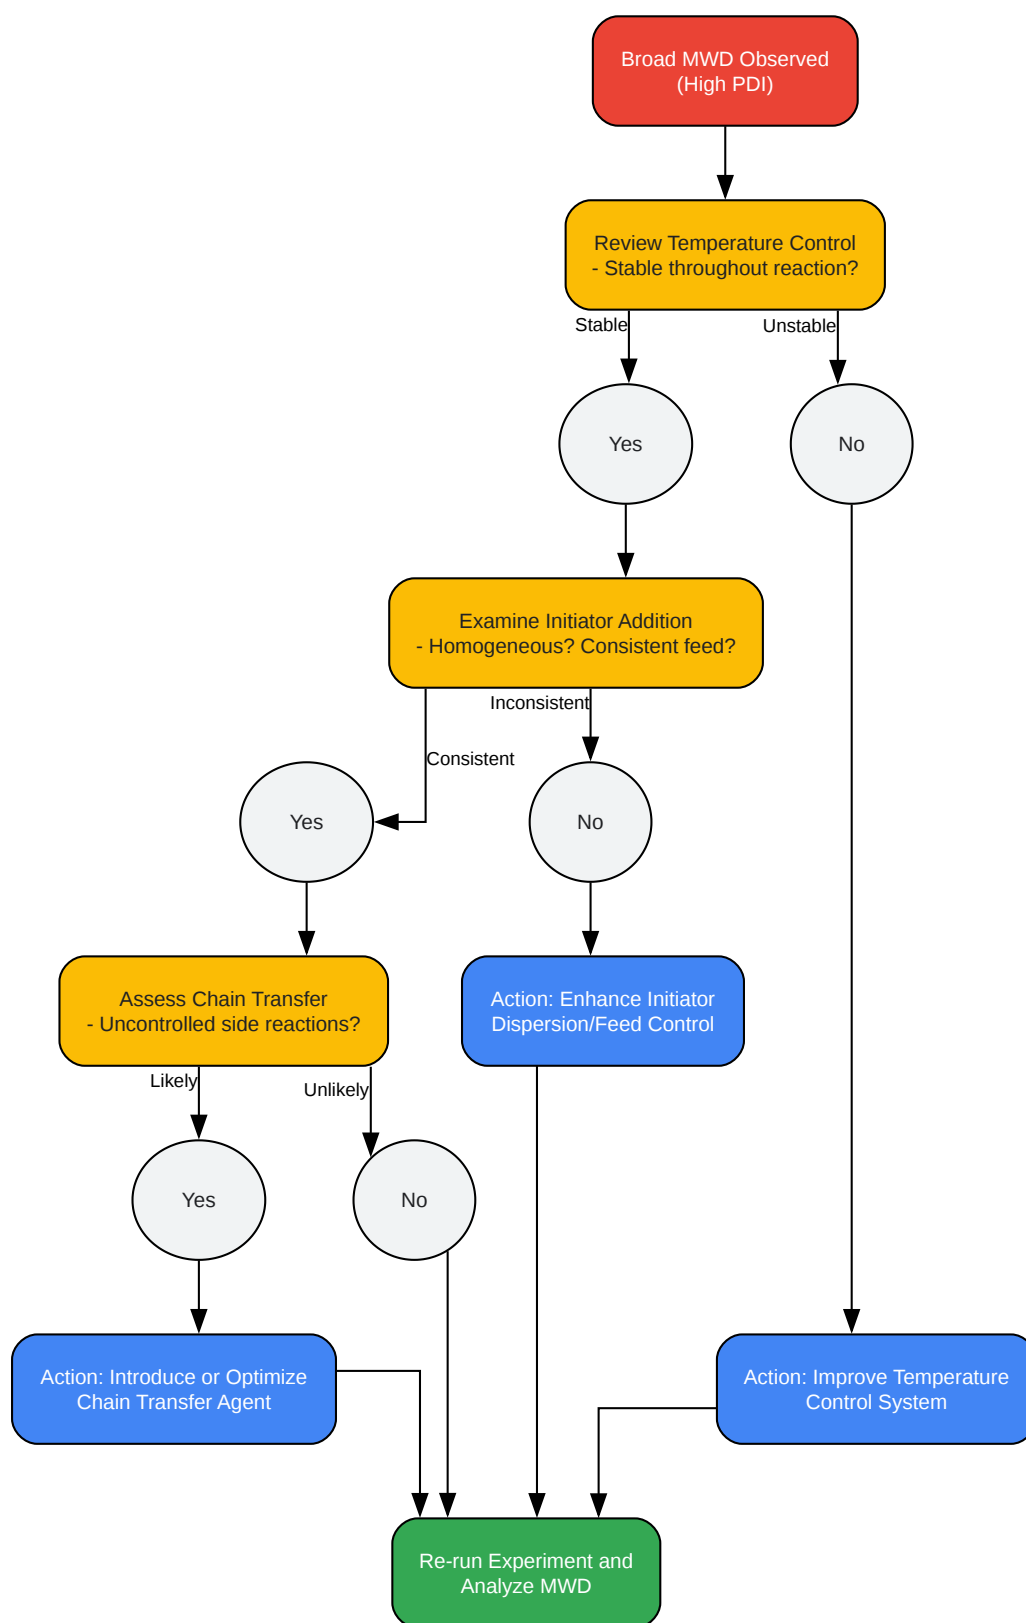 Broad MWD Observed
(High PDI)
Review Temperature Control
- Stable throughout reaction?
Stable
Unstable
Yes
No
Examine Initiator Addition
- Homogeneous? Consistent feed?
Inconsistent
Consistent
Yes
No
Assess Chain Transfer
- Uncontrolled side reactions?
Action: Enhance Initiator
Dispersion/Feed Control
Likely
Unlikely
Yes
No
Action: Introduce or Optimize
Chain Transfer Agent
Action: Improve Temperature
Control System
Re-run Experiment and
Analyze MWD